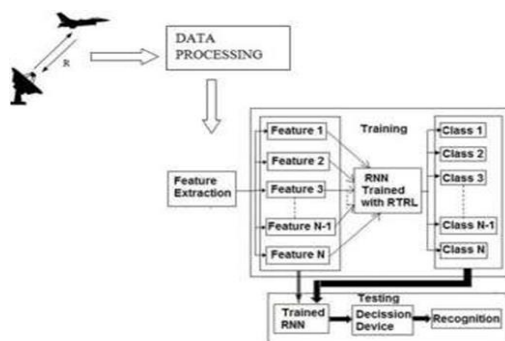 R
DATA
PROCESSING
Training
Feature
Extraction
Feature 1
Feature 2
Feature 3
Feature N-1
Feature N
RNN
Trained
with RTRL
Class 1
Class 2
Class 3
Class N-1
Class N
Testing
Trained
RNN
Decission
Device
Recognition